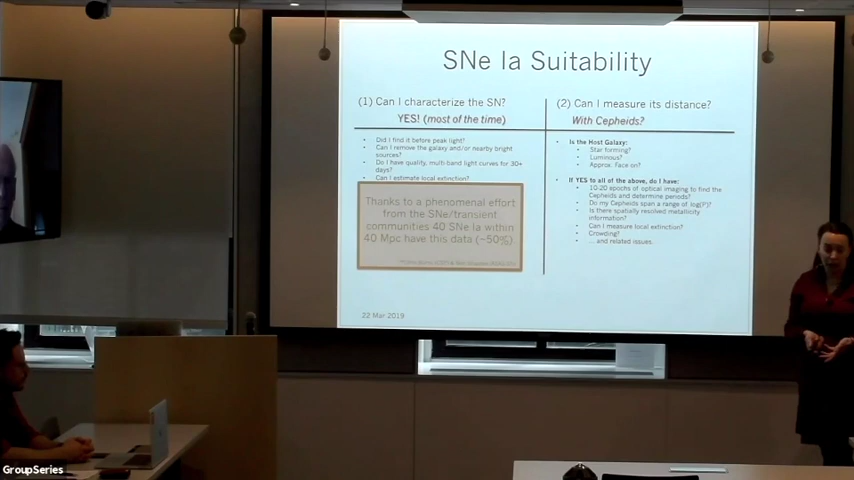 SNe Ia Suitability
(1) Can I characterize the SN?
YES! (most of the time)
Did I find it before peak light?
Can I remove the galaxy and/or nearby bright
sources?
Do I have quality, multi-band light curves for 30+
days?
Can I estimate local extinction?
Thanks to a phenomenal effort
from the SNe/transient
communities 40 SNe Ia within
40 Mpc have this data (~50%).
(2) Can I measure its distance?
With Cepheids?
Is the Host Galaxy:
Star forming?
Luminous?
Approx. Face on?
If YES to all of the above, do I have:
10-20 epochs of optical imaging to find the
Cepheids and determine periods?
Do my Cepheids span a range of log(P)?
Is there spatially resolved metallicity
information?
Can I measure local extinction?
Crowding?
... and related issues.
22 Mar 2019
GroupSeries